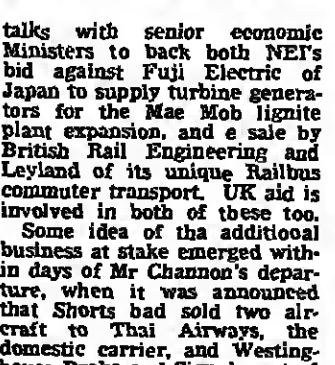 talks with senior economic
Ministers to back both NEI's
bid against Fuji Electric of
Japan to supply turbine genera-
tors for the Mae Mob lignite
plant expansion, and e sale by
British Rail Engineering and
Leyland of its unique Railbus
commuter transport. UK aid is
involved in both of tbese too.
Some idea of tha additiooal
business at stake emerged with-
in days of Mr Channon's depar-
ture, when it was announced
that Shorts bad sold two air-
craft to Thai Airways, the
domestic carrier, and Westing-